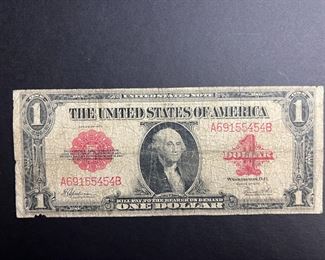 UNITED STATES NOTE
1 1
THE UNITED STATES OF AMERICA
A69155454B
1
DOLLAR
A69155454B
WASHINGTON, D.C.
WILL PAY TO THE BEARER ON DEMAND
1 ONE DOLLAR 1